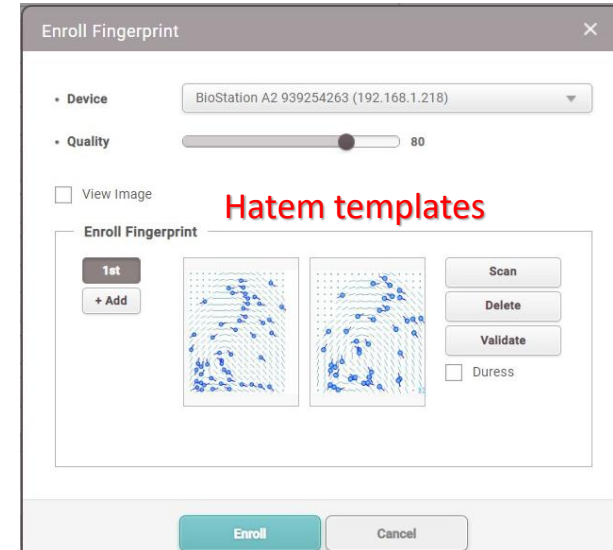 Enroll Fingerprint
Device
BioStation A2 939254263 (192.168.1.218)
Quality
80
View Image
Hatem templates
Enroll Fingerprint
1st
+ Add
Scan
Delete
Validate
Duress
Enroll
Cancel